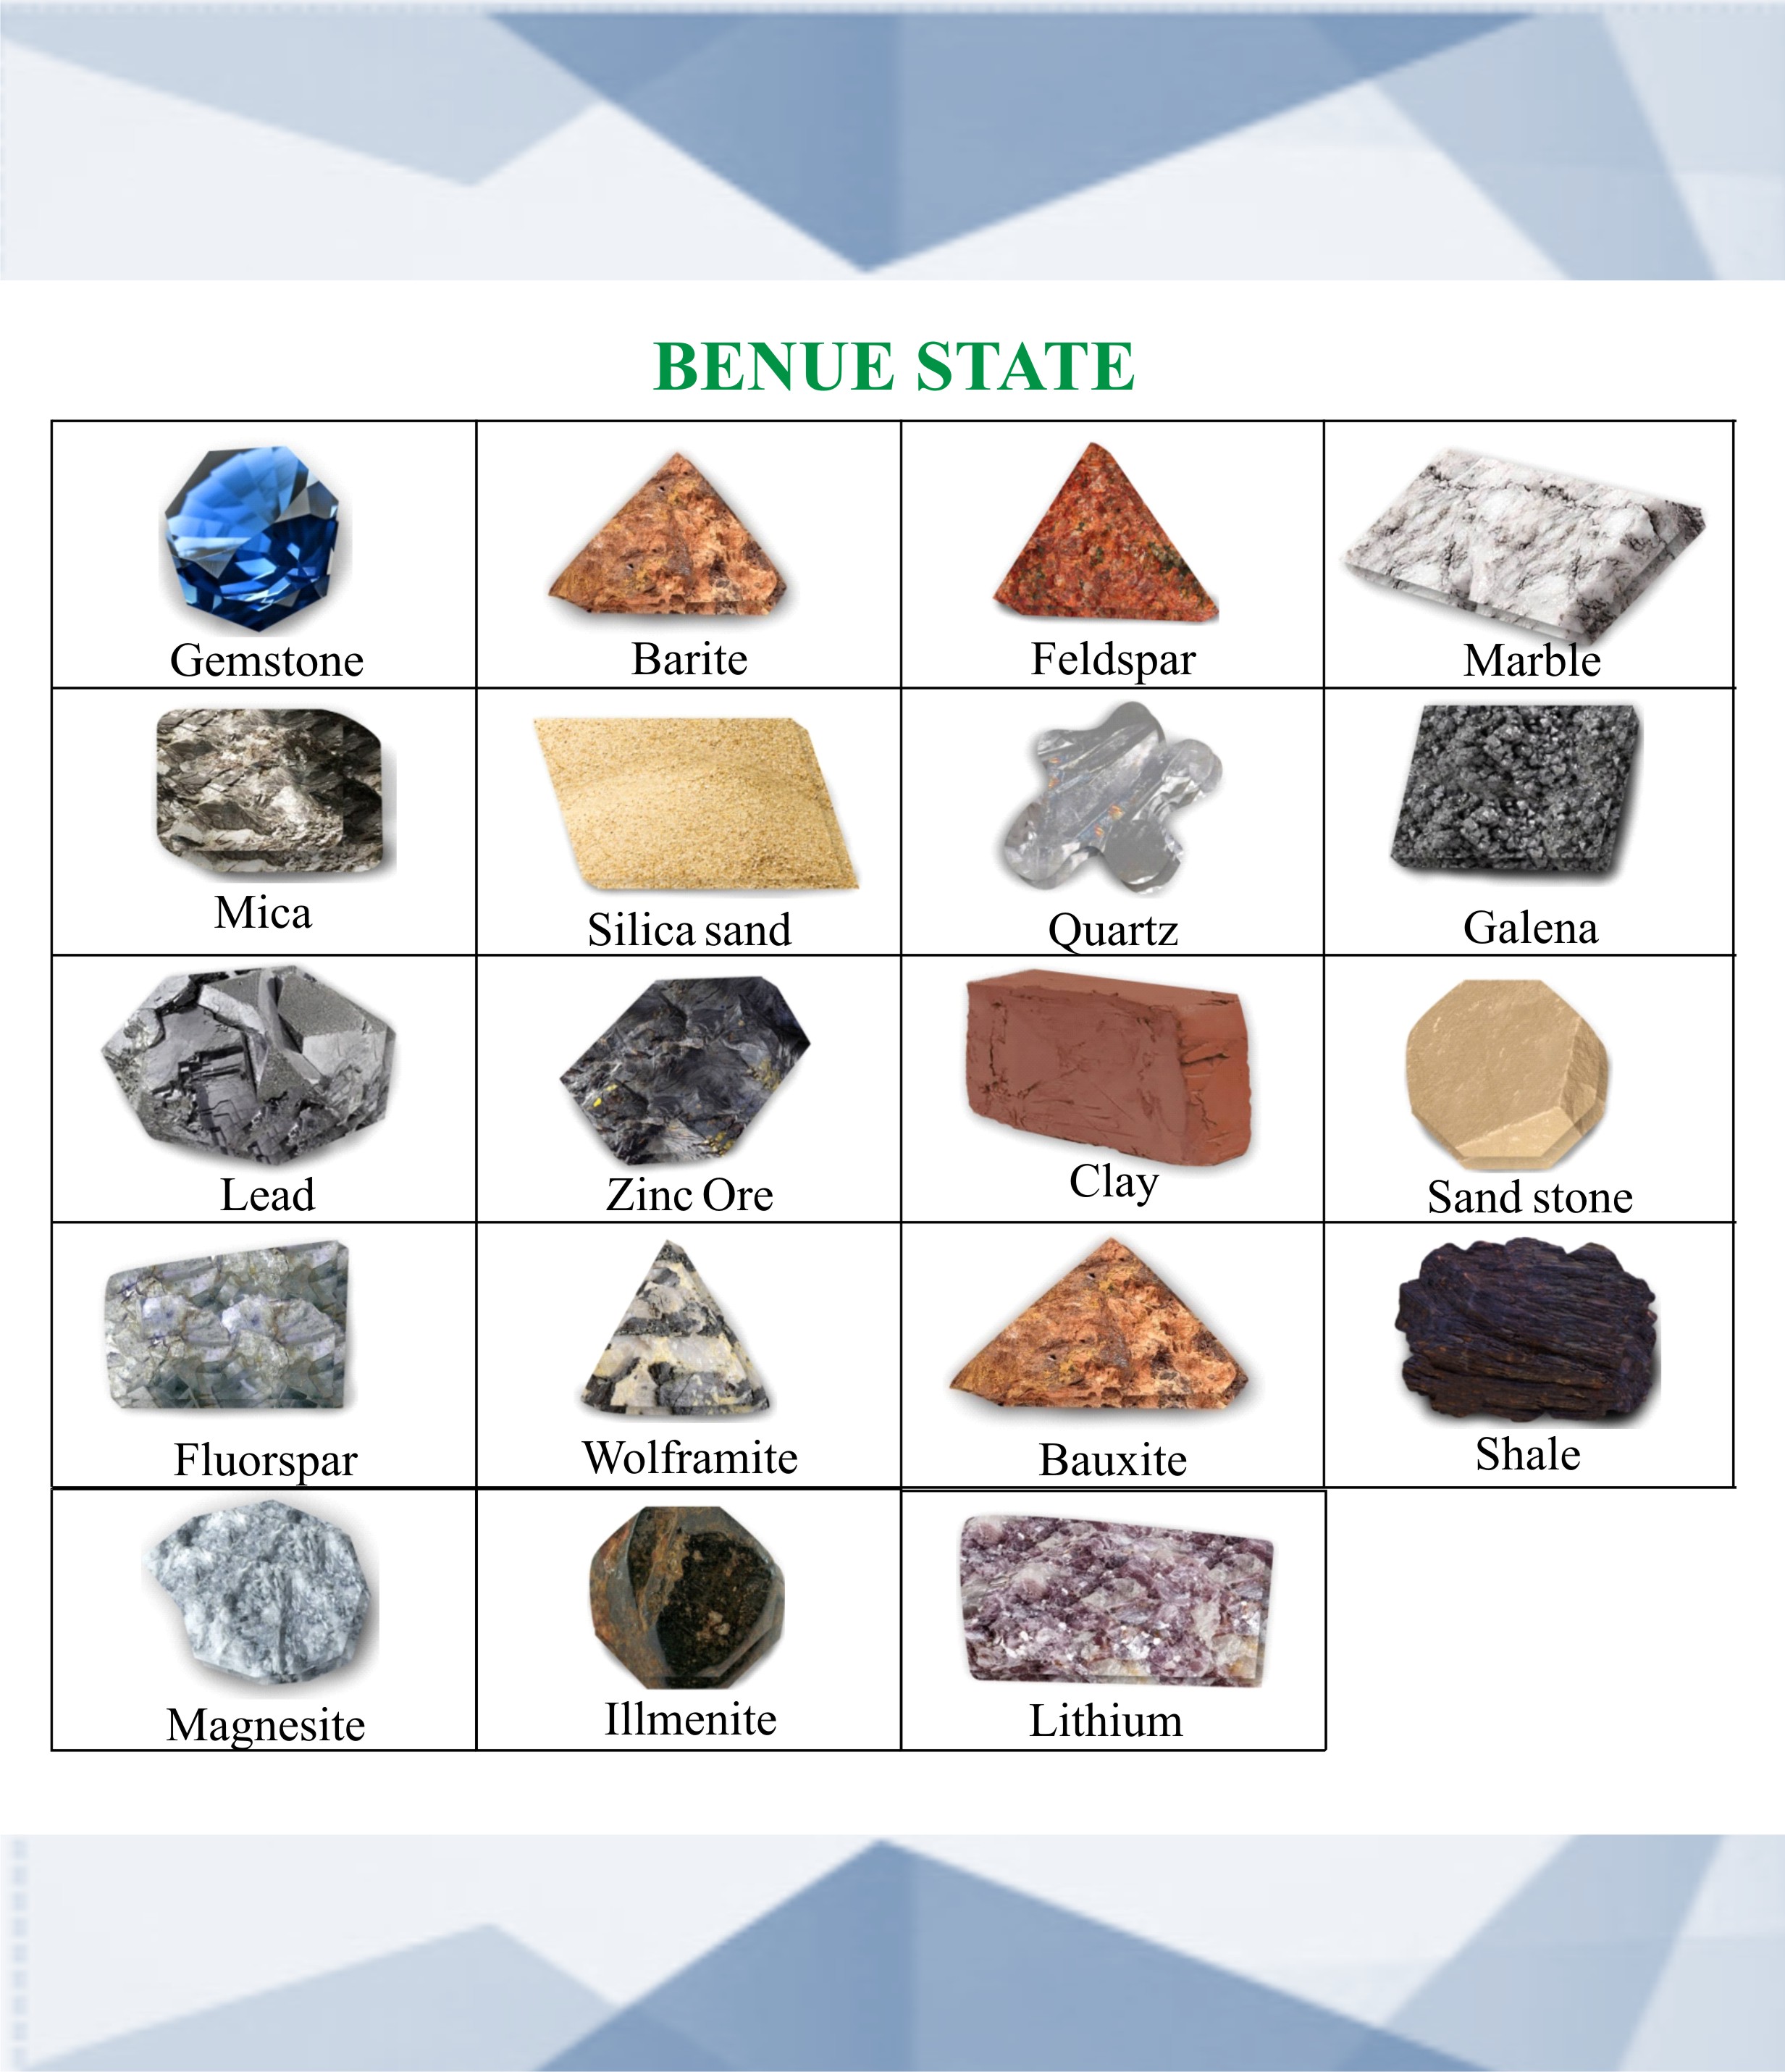 BENUE STATE
Gemstone
Barite
Feldspar
Marble
Mica
Silica sand
Quartz
Galena
Lead
Zinc Ore
Clay
Sand stone
Fluorspar
Wolframite
Bauxite
Shale
Magnesite
Illmenite
Lithium